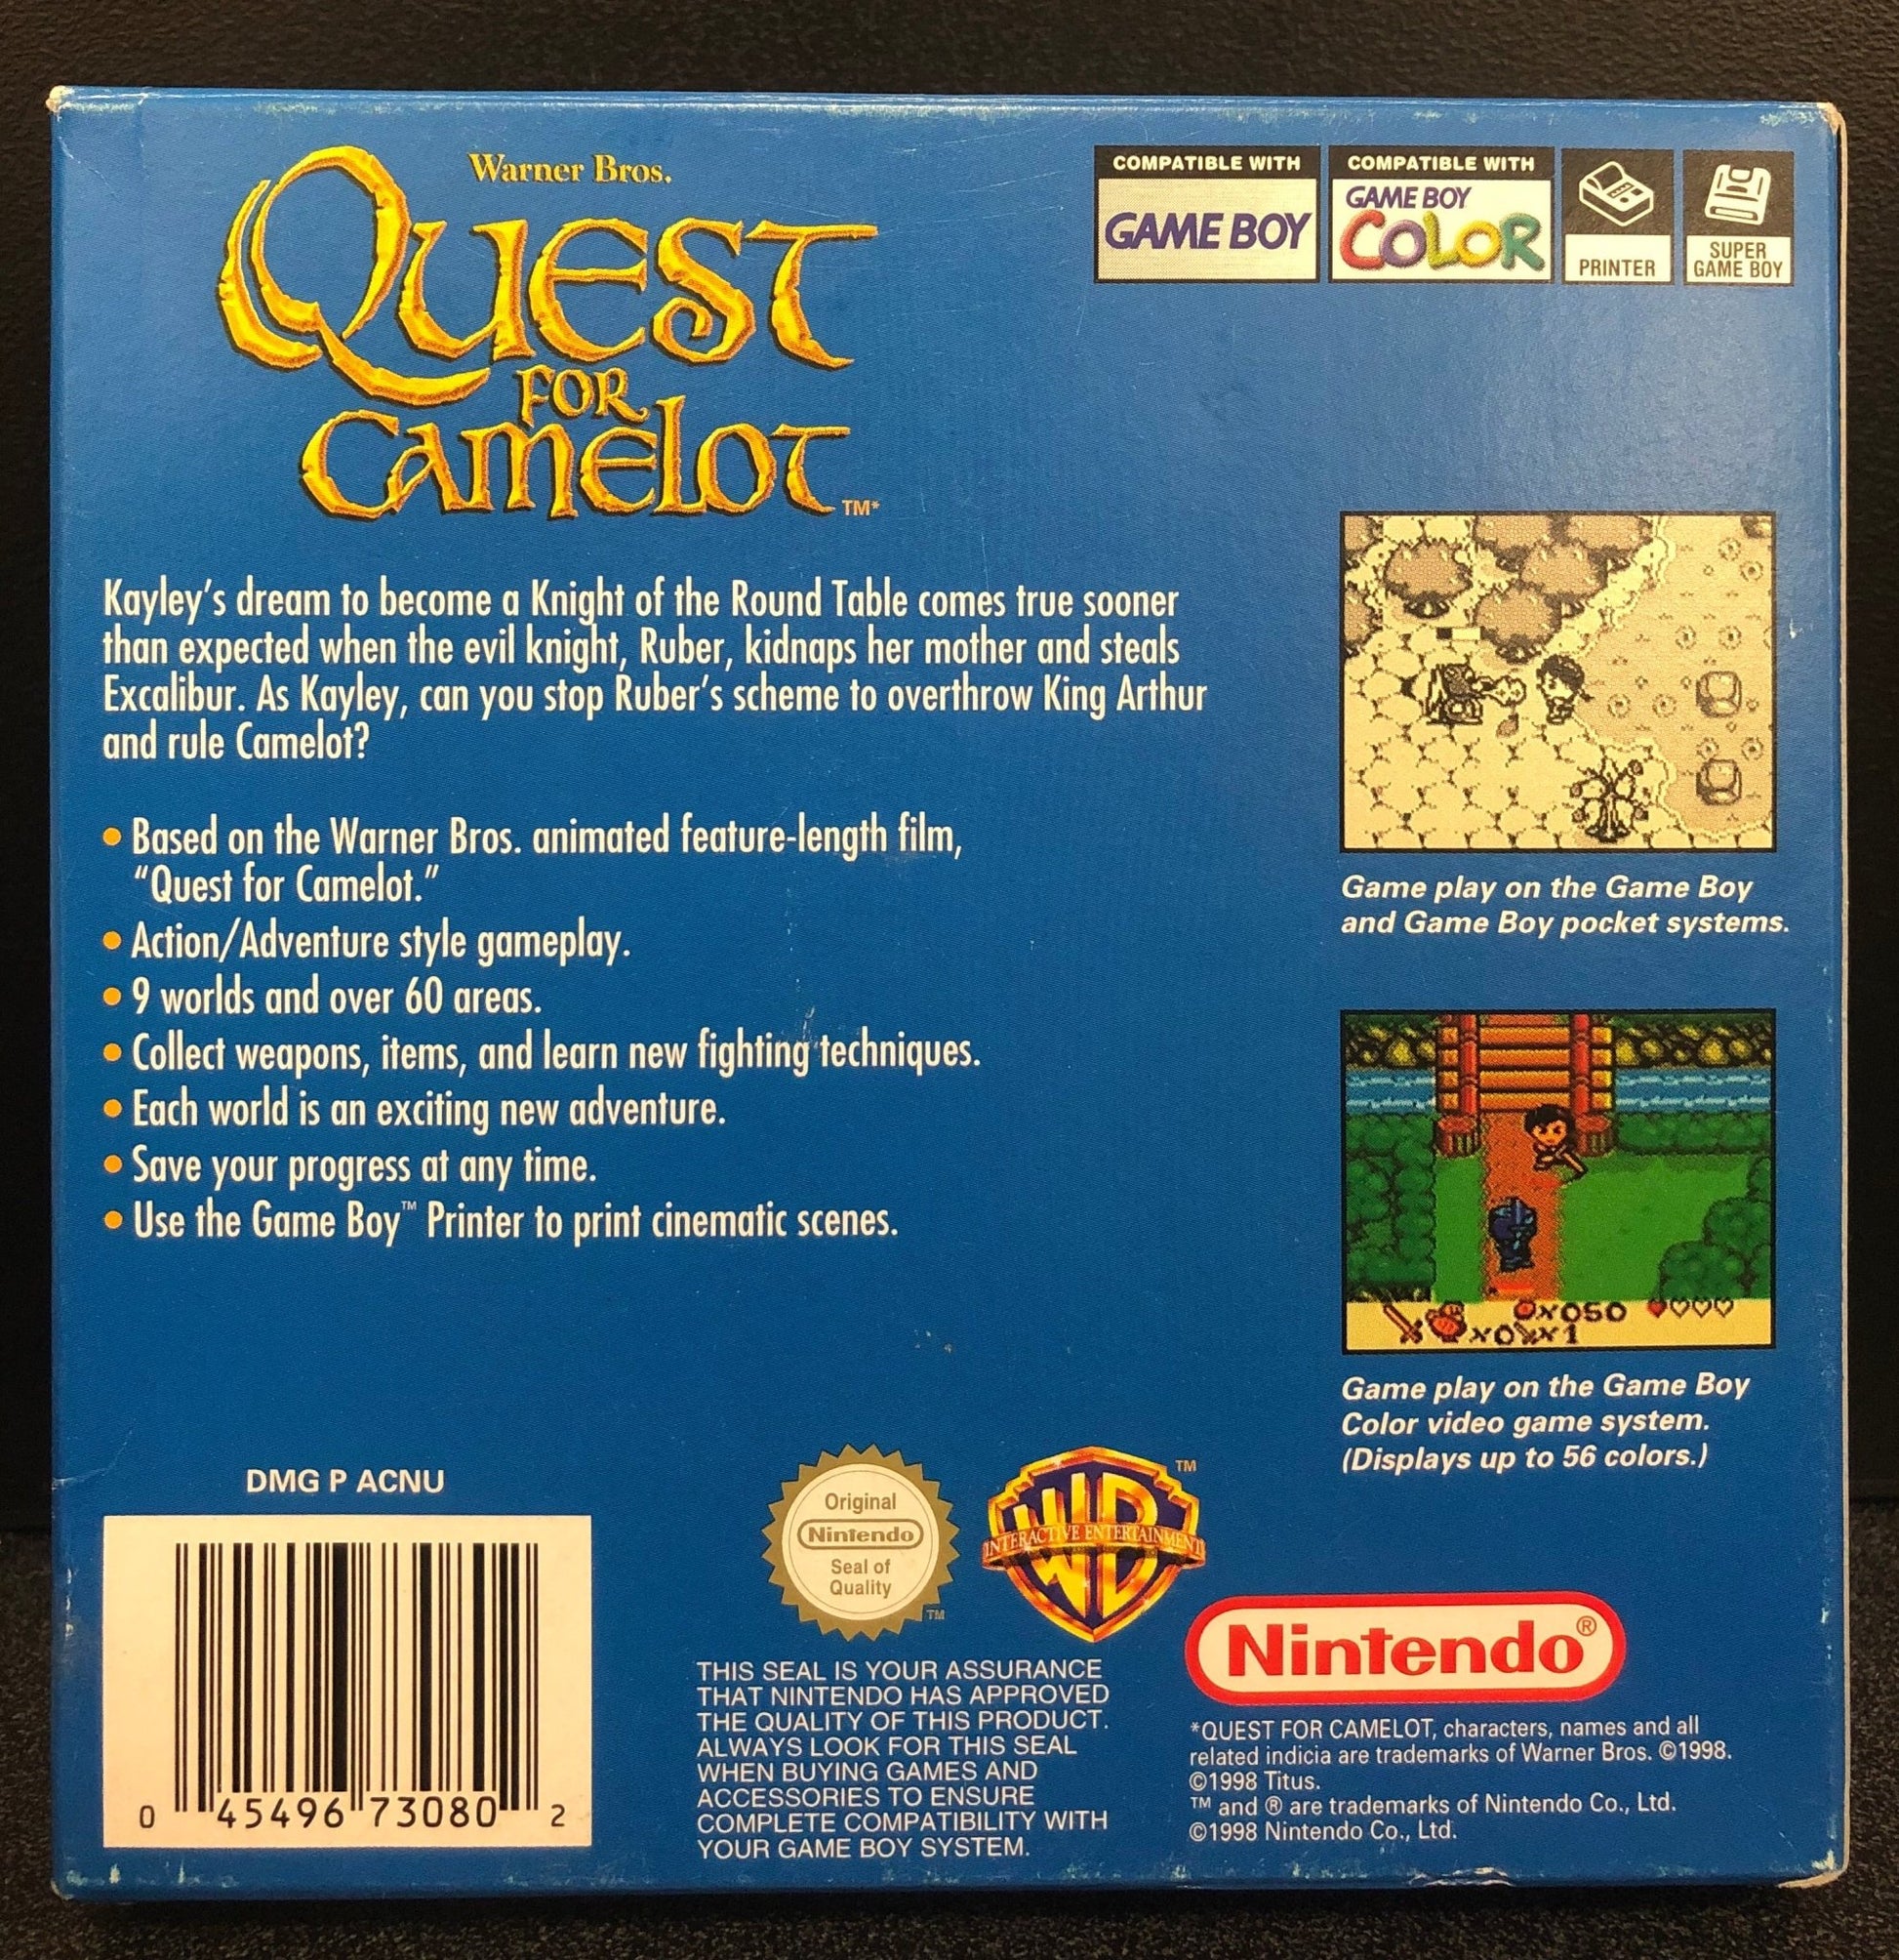 Warner Bros.
QUEST
FOR
CAMELOT
™*
COMPATIBLE WITH
GAME BOY
COMPATIBLE WITH
GAME BOY
COLOR
PRINTER
SUPER
GAME BOY
Kayley's dream to become a Knight of the Round Table comes true sooner
than expected when the evil knight, Ruber, kidnaps her mother and steals
Excalibur. As Kayley, can you stop Ruber's scheme to overthrow King Arthur
and rule Camelot?
• Based on the Warner Bros. animated feature-length film,
"Quest for Camelot."
• Action/Adventure style gameplay.
• 9 worlds and over 60 areas.
• Collect weapons, items, and learn new fighting techniques.
• Each world is an exciting new adventure.
• Save your progress at any time.
• Use the Game Boy™ Printer to print cinematic scenes.
Game play on the Game Boy
and Game Boy pocket systems.
x050
x0 x1
Game play on the Game Boy
Color video game system.
(Displays up to 56 colors.)
DMG P ACNU
0 45496 73080 2
Original
Nintendo
Seal of
Quality
™
WB
INTERACTIVE ENTERTAINMENT
™
THIS SEAL IS YOUR ASSURANCE
THAT NINTENDO HAS APPROVED
THE QUALITY OF THIS PRODUCT.
ALWAYS LOOK FOR THIS SEAL
WHEN BUYING GAMES AND
ACCESSORIES TO ENSURE
COMPLETE COMPATIBILITY WITH
YOUR GAME BOY SYSTEM.
Nintendo®
*QUEST FOR CAMELOT, characters, names and all
related indicia are trademarks of Warner Bros. ©1998.
©1998 Titus.
™ and ® are trademarks of Nintendo Co., Ltd.
©1998 Nintendo Co., Ltd.